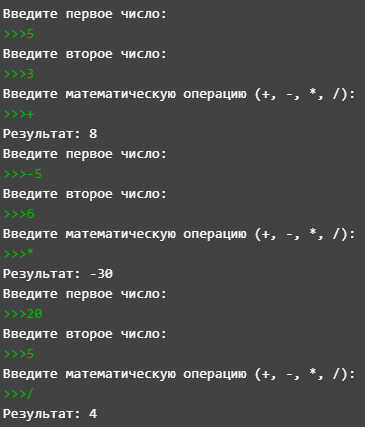 Введите первое число:
>>>5
Введите второе число:
>>>3
Введите математическую операцию (+, -, *, /):
>>>+
Результат: 8
Введите первое число:
>>>-5
Введите второе число:
>>>6
Введите математическую операцию (+, -, *, /):
>>>*
Результат: -30
Введите первое число:
>>>20
Введите второе число:
>>>5
Введите математическую операцию (+, -, *, /):
>>>/
Результат: 4